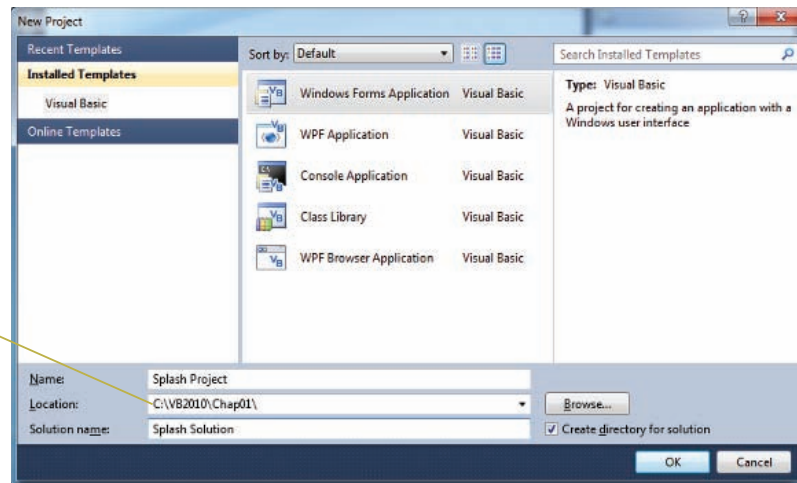 New Project
Recent Templates
Installed Templates
Visual Basic
Online Templates
Sort by: Default
Search Installed Templates
Windows Forms Application Visual Basic
WPF Application Visual Basic
Console Application Visual Basic
Class Library Visual Basic
WPF Browser Application Visual Basic
Type: Visual Basic
A project for creating an application with a
Windows user interface
Name: Splash Project
Location: C:\VB2010\Chap01\
Browse...
Solution name: Splash Solution
Create directory for solution
OK Cancel